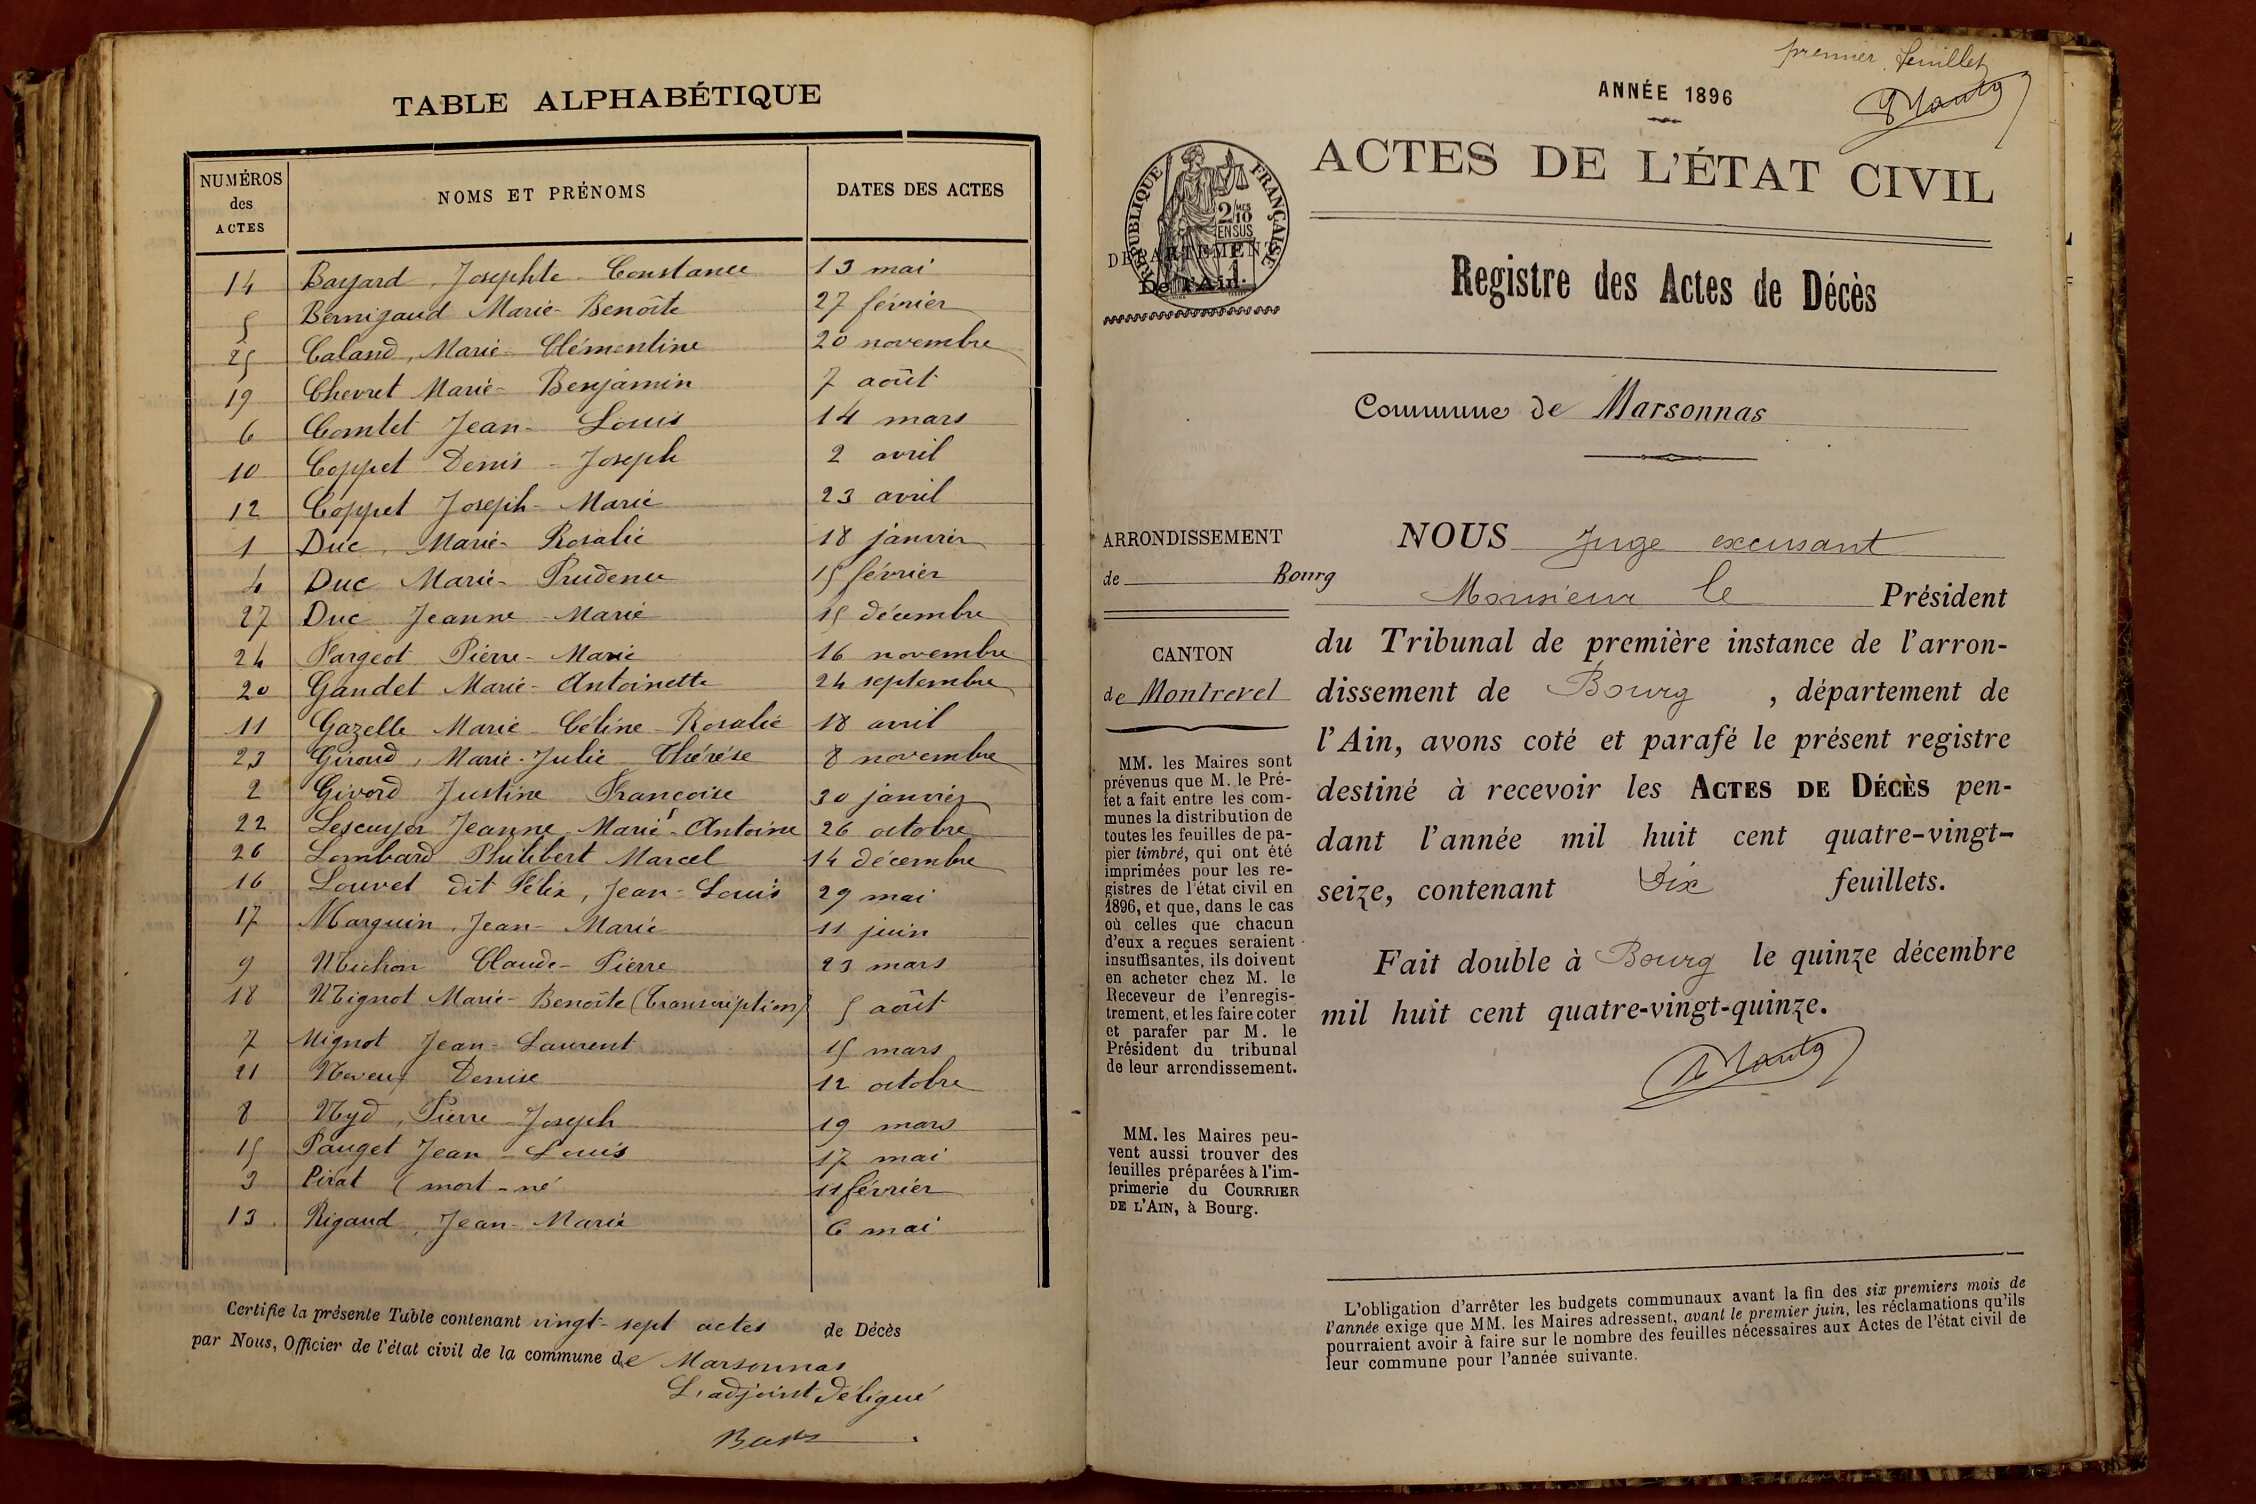 TABLE ALPHABÉTIQUE
NUMÉROS des ACTES NOMS ET PRÉNOMS DATES DES ACTES
14 Bayard, Josephte Constance 13 mai
5 Bernigaud Marie-Benoîte 27 février
25 Caland, Marie-Clémentine 20 novembre
19 Chevret Marie-Benjamin 7 août
6 Comtet Jean-Louis 14 mars
10 Coppet Denis-Joseph 2 avril
12 Coppet Joseph-Marie 23 avril
1 Duc, Marie-Rosalie 18 janvier
4 Duc Marie-Prudence 15 février
27 Duc Jeanne-Marie 15 décembre
24 Fargeot Pierre-Marie 16 novembre
20 Gandet Marie-Antoinette 24 septembre
11 Gazelle Marie-Céline-Rosalie 18 avril
23 Giroud, Marie-Julie Thérèse 8 novembre
2 Givord Justine Françoise 30 janvier
22 Lescuyer Jeanne-Marie-Antoine 26 octobre
26 Lombard Philibert Marcel 14 décembre
16 Louvet dit Félix, Jean-Louis 29 mai
17 Marguin, Jean-Marie 11 juin
9 Michon Claude-Pierre 23 mars
18 Mignot Marie-Benoîte (Transcription) 5 août
7 Mignot Jean-Laurent 15 mars
21 Neveux Denise 12 octobre
8 Nyd, Pierre-Joseph 19 mars
15 Pauget Jean-Louis 17 mai
3 Pirat (mort-né 11 février
13 Rigaud, Jean-Marie 6 mai
Certifie la présente Table contenant vingt-sept actes de Décès
par Nous, Officier de l'état civil de la commune de Marsonnas
L'adjoint délégué
premier feuillet
ANNÉE 1896
ACTES DE L'ÉTAT CIVIL
RÉPUBLIQUE FRANÇAISE
2/10 MES
EN SUS
DÉPARTEMENT
De l'Ain.
Registre des Actes de Décès
Commune de Marsonnas
ARRONDISSEMENT
de Bourg
CANTON
de Montrevel
MM. les Maires sont
prévenus que M. le Pré-
fet a fait entre les com-
munes la distribution de
toutes les feuilles de pa-
pier timbré, qui ont été
imprimées pour les re-
gistres de l'état civil en
1896, et que, dans le cas
où celles que chacun
d'eux a reçues seraient
insuffisantes, ils doivent
en acheter chez M. le
Receveur de l'enregis-
trement, et les faire coter
et parafer par M. le
Président du tribunal
de leur arrondissement.
MM. les Maires peu-
vent aussi trouver des
feuilles préparées à l'im-
primerie du COURRIER
DE L'AIN, à Bourg.
NOUS Juge excusant
Monsieur le Président
du Tribunal de première instance de l'arron-
dissement de Bourg, département de
l'Ain, avons coté et parafé le présent registre
destiné à recevoir les ACTES DE DÉCÈS pen-
dant l'année mil huit cent quatre-vingt-
seize, contenant Dix feuillets.
Fait double à Bourg le quinze décembre
mil huit cent quatre-vingt-quinze.
L'obligation d'arrêter les budgets communaux avant la fin des six premiers mois de
l'année exige que MM. les Maires adressent, avant le premier juin, les réclamations qu'ils
pourraient avoir à faire sur le nombre des feuilles nécessaires aux Actes de l'état civil de
leur commune pour l'année suivante.